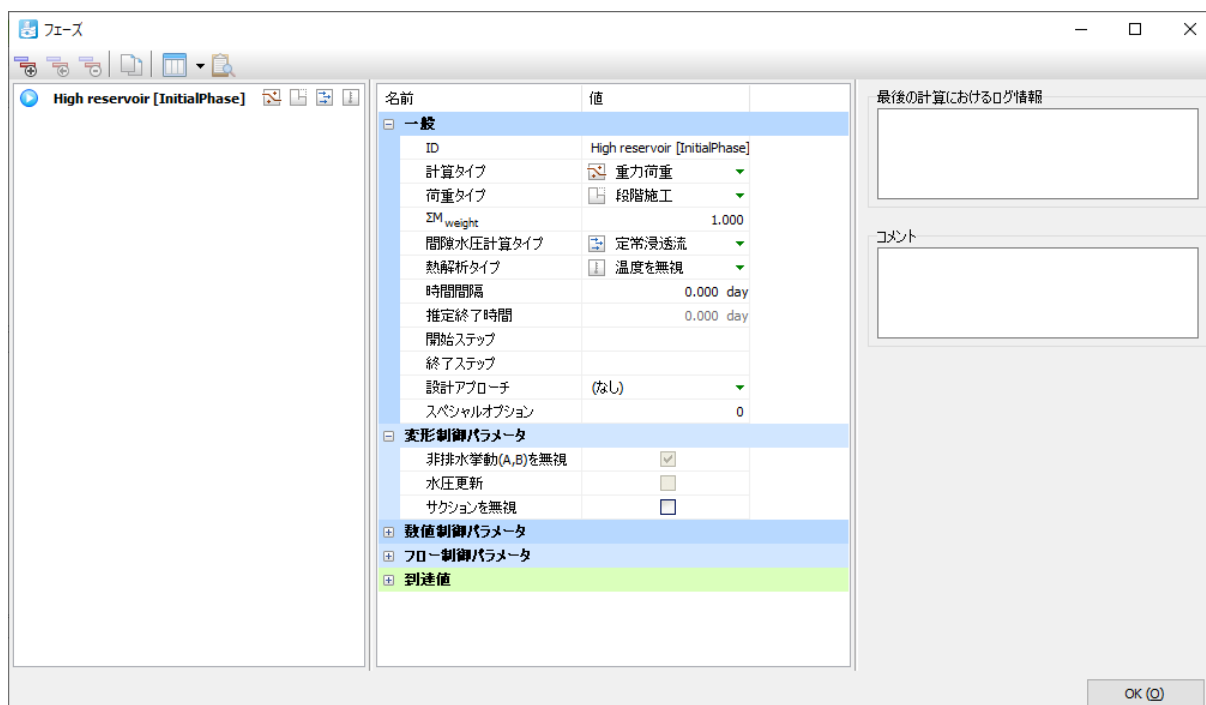 フェーズ
High reservoir [InitialPhase]
名前 値
一般
ID High reservoir [InitialPhase]
計算タイプ 重力荷重
荷重タイプ 段階施工
ΣM weight 1.000
間隙水圧計算タイプ 定常浸透流
熱解析タイプ 温度を無視
時間間隔 0.000 day
推定終了時間 0.000 day
開始ステップ
終了ステップ
設計アプローチ (なし)
スペシャルオプション 0
変形制御パラメータ
非排水挙動(A,B)を無視
水圧更新
サクションを無視
数値制御パラメータ
フロー制御パラメータ
到達値
最後の計算におけるログ情報
コメント
OK (O)